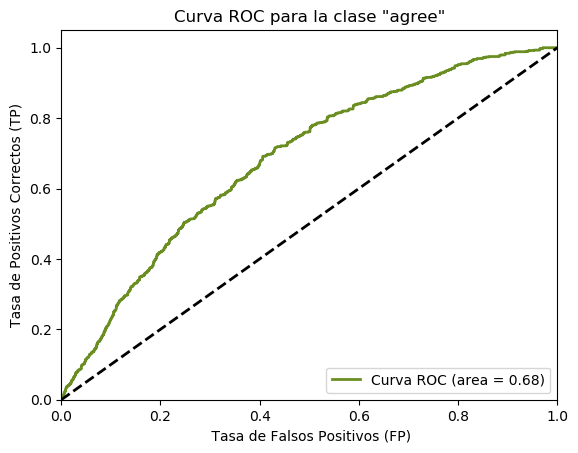 Curva ROC para la clase "agree"
1.0
0.8
0.6
0.4
0.2
0.0
Tasa de Positivos Correctos (TP)
0.0 0.2 0.4 0.6 0.8 1.0
Tasa de Falsos Positivos (FP)
Curva ROC (area = 0.68)